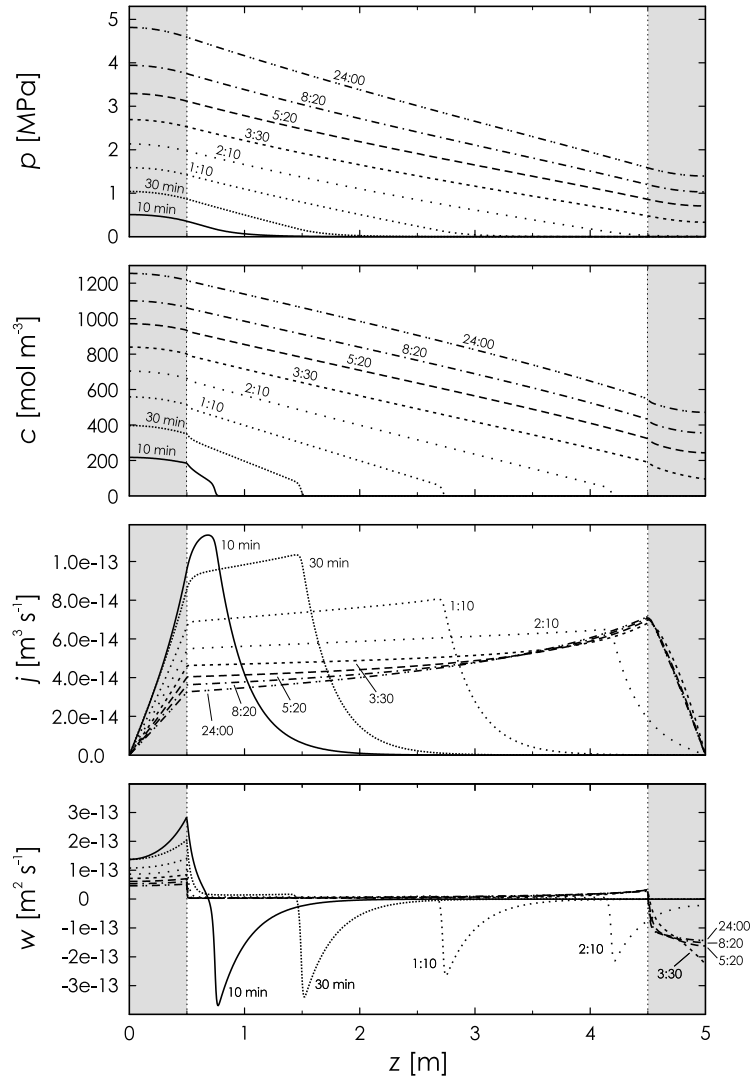 5
4
3
2
1
0
p [MPa]
24:00
8:20
5:20
3:30
2:10
1:10
30 min
10 min
1200
1000
800
600
400
200
0
c [mol m⁻³]
24:00
8:20
5:20
3:30
2:10
1:10
30 min
10 min
1.0e-13
8.0e-14
6.0e-14
4.0e-14
2.0e-14
0.0
j [m³ s⁻¹]
10 min
30 min
1:10
2:10
3:30
5:20
8:20
24:00
3e-13
2e-13
1e-13
0
-1e-13
-2e-13
-3e-13
w [m² s⁻¹]
10 min
30 min
1:10
2:10
3:30
24:00
8:20
5:20
0 1 2 3 4 5
z [m]